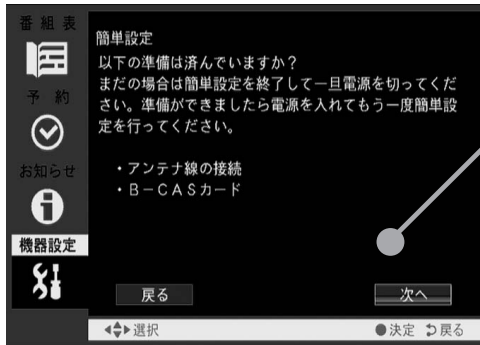 番組表
予約
お知らせ
機器設定
簡単設定
以下の準備は済んでいますか？
まだの場合は簡単設定を終了して一旦電源を切ってくだ
さい。準備ができましたら電源を入れてもう一度簡単設
定を行ってください。
・アンテナ線の接続
・Ｂ－ＣＡＳカード
戻る
次へ
選択
決定
戻る